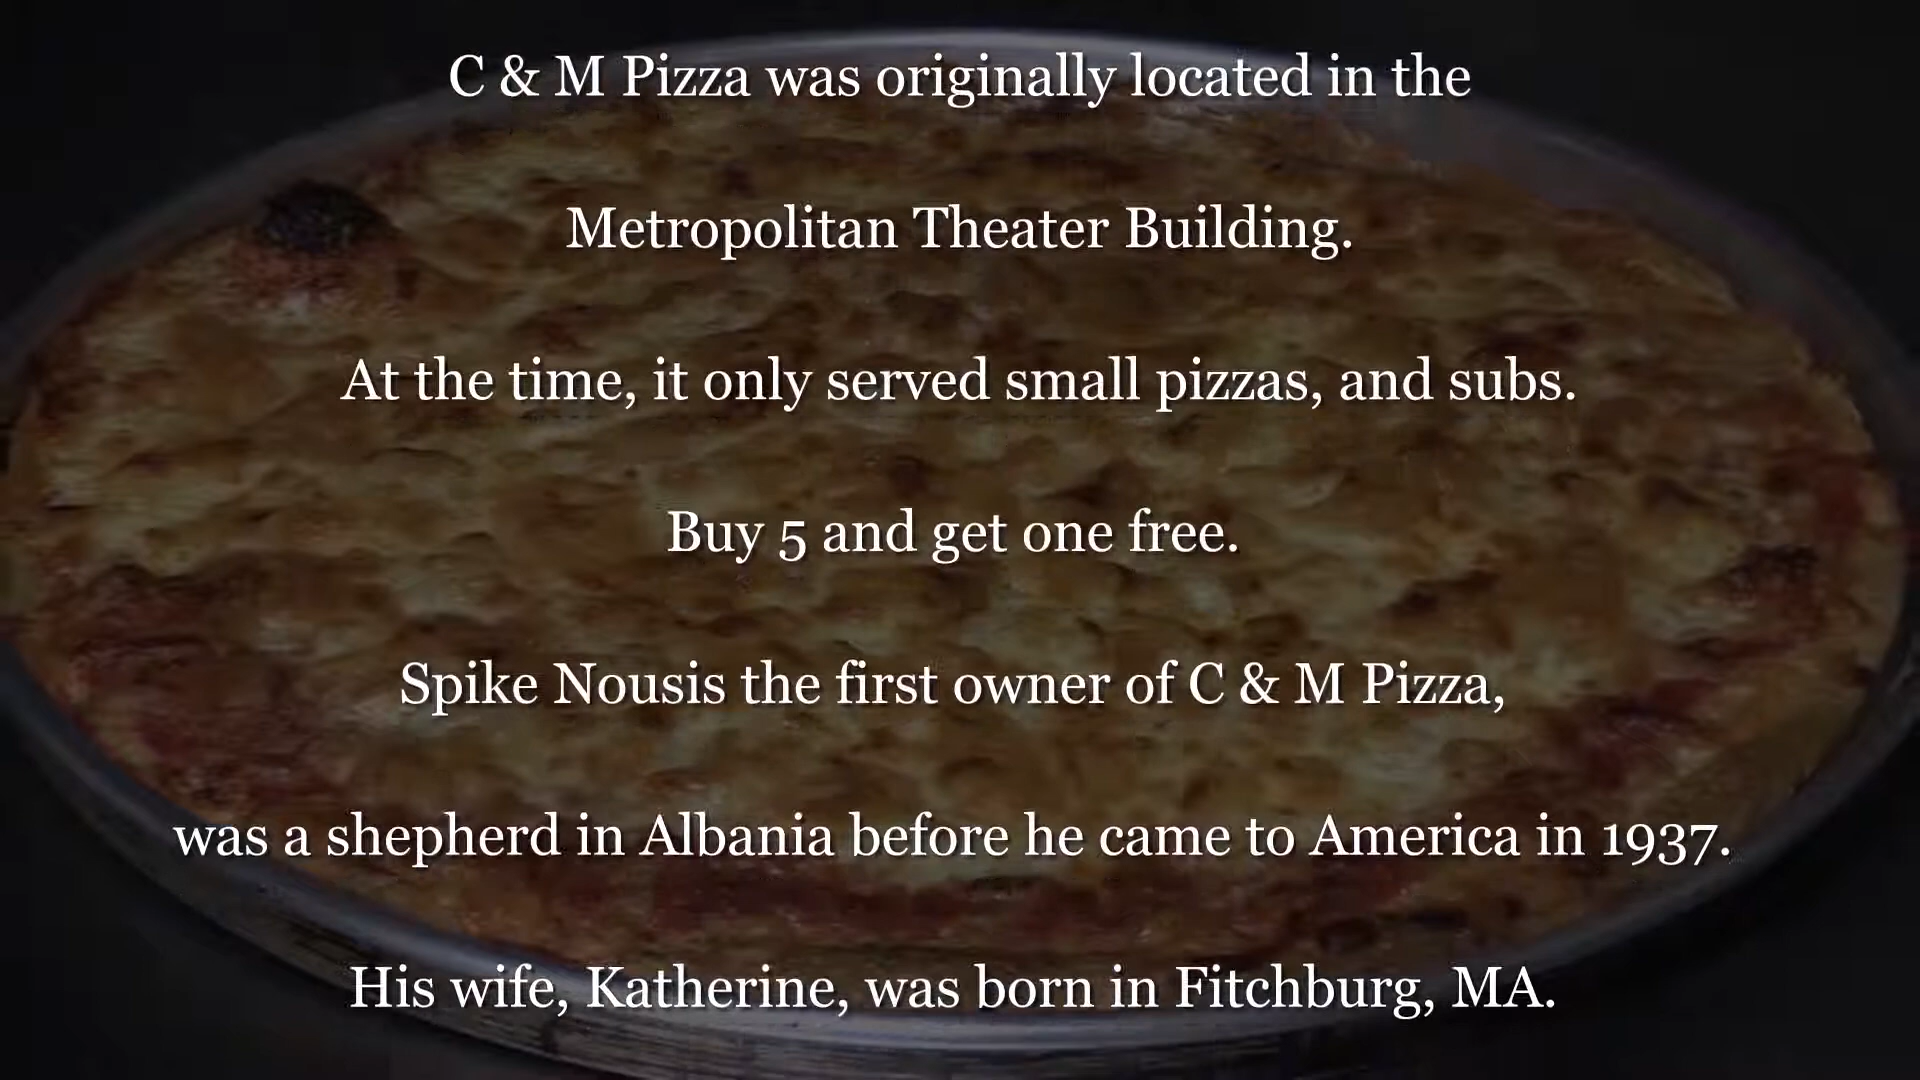 C & M Pizza was originally located in the
Metropolitan Theater Building.
At the time, it only served small pizzas, and subs.
Buy 5 and get one free.
Spike Nousis the first owner of C & M Pizza,
was a shepherd in Albania before he came to America in 1937.
His wife, Katherine, was born in Fitchburg, MA.